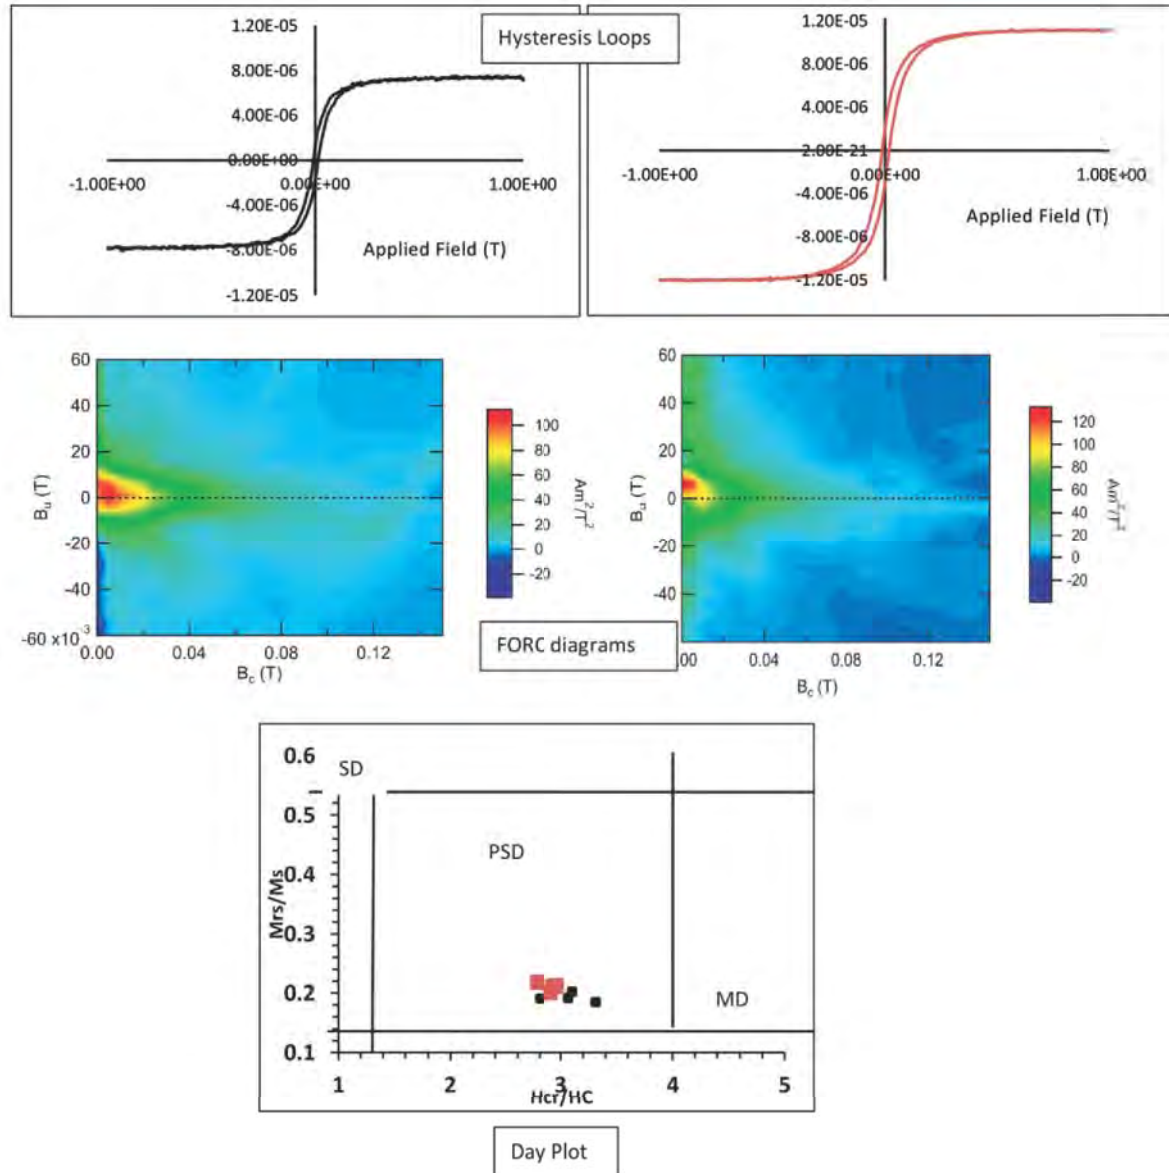 Hysteresis Loops
1.20E-05
8.00E-06
4.00E-06
0.00E+00
-1.00E+00
0.00E+00
1.00E+00
-4.00E-06
-8.00E-06
-1.20E-05
Applied Field (T)
1.20E-05
8.00E-06
4.00E-06
2.00E-21
-1.00E+00
0.00E+00
1.00E+00
-4.00E-06
-8.00E-06
-1.20E-05
Applied Field (T)
60
40
20
0
-20
-40
-60 x10-3
Bu (T)
0.00
0.04
0.08
0.12
Bc (T)
100
80
60
40
20
0
-20
Am2/T2
60
40
20
0
-20
-40
Bu (T)
.00
0.04
0.08
0.12
Bc (T)
120
100
80
60
40
20
0
-20
Am2/T2
FORC diagrams
0.6
0.5
0.4
0.3
0.2
0.1
Mrs/Ms
SD
PSD
MD
1
2
3
4
5
Hcr/HC
Day Plot